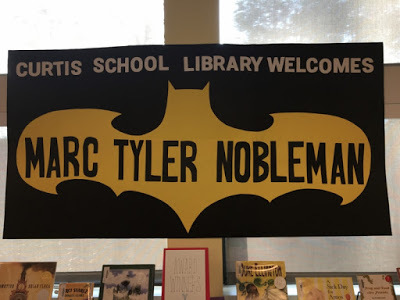 CURTIS SCHOOL LIBRARY WELCOMES
MARC TYLER NOBLEMAN